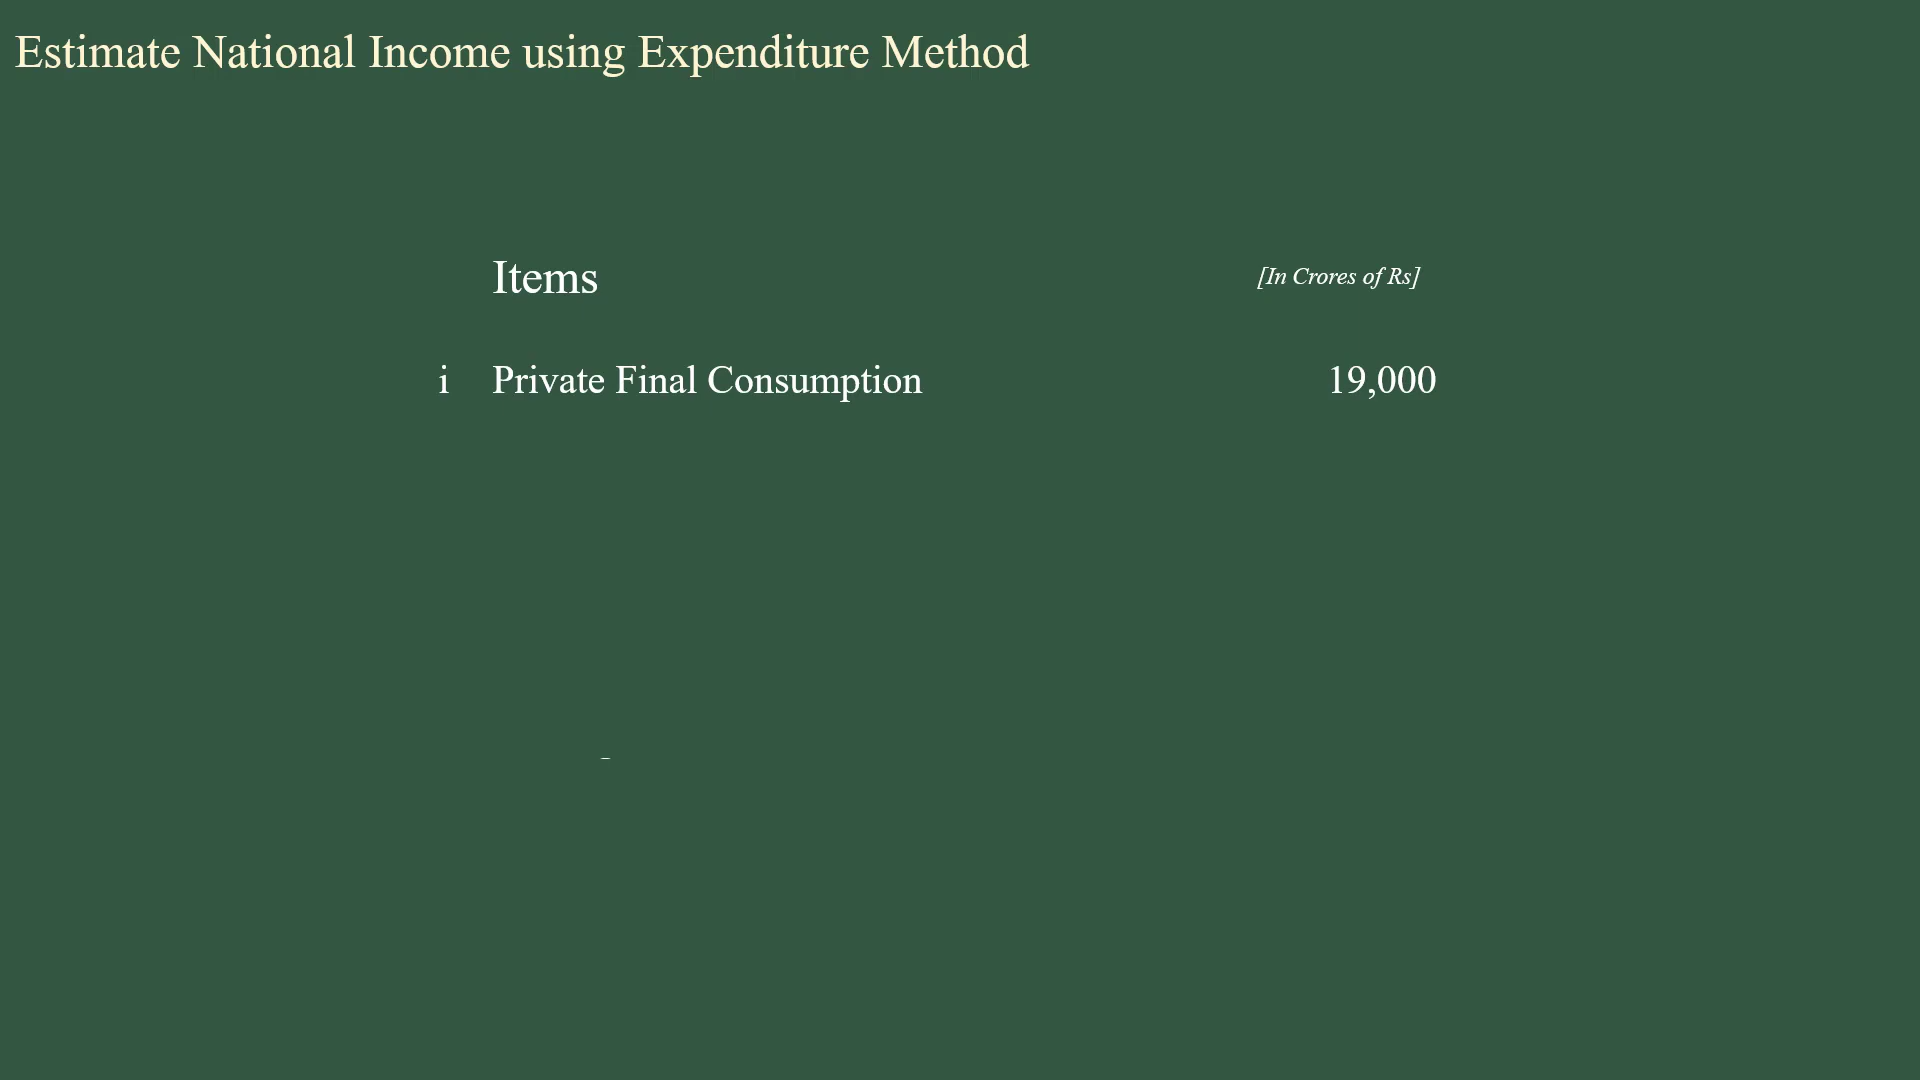 Estimate National Income using Expenditure Method
Items [In Crores of Rs]
i Private Final Consumption 19,000